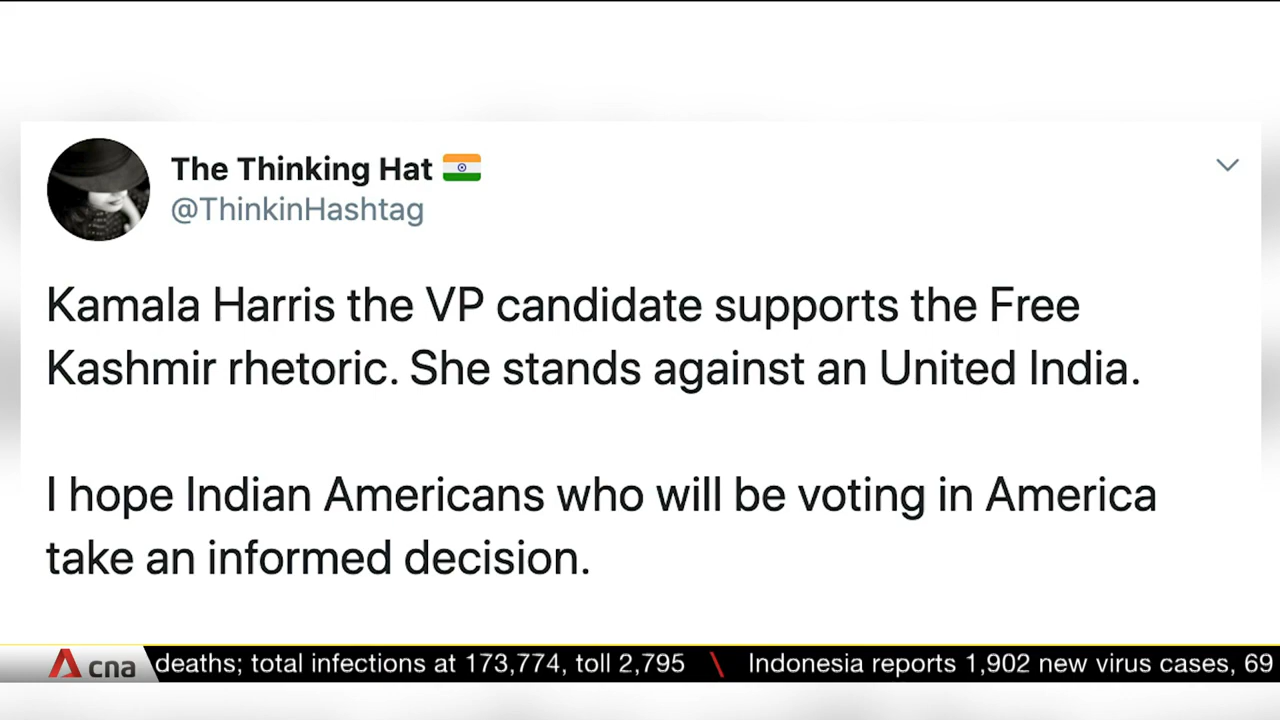 The Thinking Hat
@ThinkinHashtag
Kamala Harris the VP candidate supports the Free
Kashmir rhetoric. She stands against an United India.
I hope Indian Americans who will be voting in America
take an informed decision.
cna deaths; total infections at 173,774, toll 2,795 \ Indonesia reports 1,902 new virus cases, 69